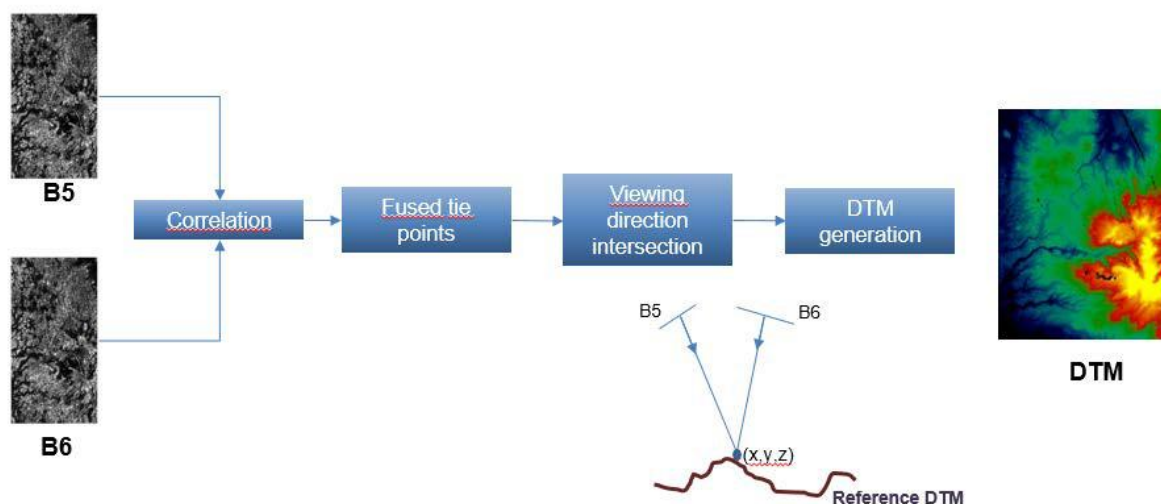 B5
B6
Correlation
Fused tie
points
Viewing
direction
intersection
DTM
generation
B5
B6
(x,y,z)
Reference DTM
DTM